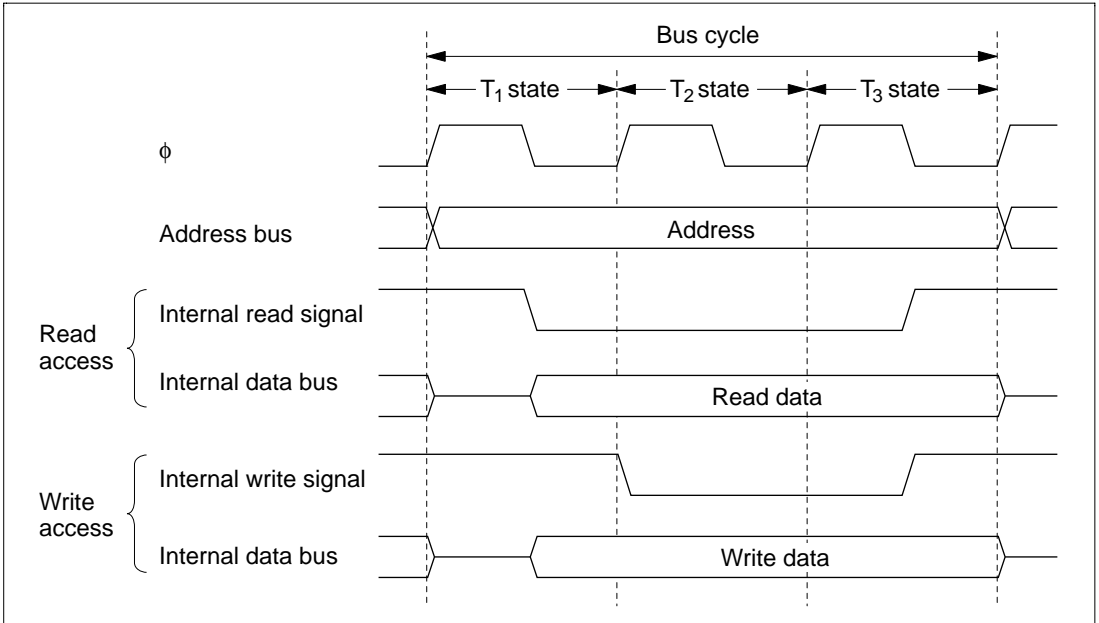 Bus cycle
T1 state
T2 state
T3 state
ϕ
Address bus
Address
Read
access
Internal read signal
Internal data bus
Read data
Write
access
Internal write signal
Internal data bus
Write data